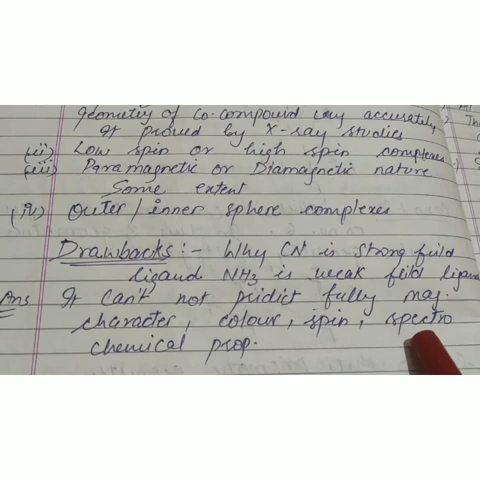 Geometry of Co-compound very accurately
It proved by X-ray studies
(ii) Low spin or high spin complexes
(iii) Paramagnetic or Diamagnetic nature
Some extent
(iv) Outer/inner sphere complexes
Drawbacks:- Why CN is strong feild
ligand NH3 is weak feild ligand
Ans It can't not pridict fully mag.
character, colour, spin, spectro
chemical prop.